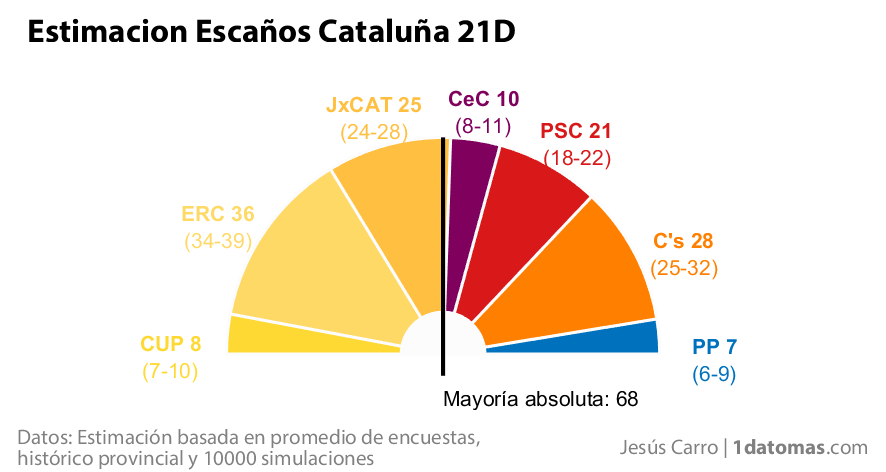 Estimacion Escaños Cataluña 21D
CeC 10
(8-11)
JxCAT 25
(24-28)
PSC 21
(18-22)
ERC 36
(34-39)
C's 28
(25-32)
CUP 8
(7-10)
PP 7
(6-9)
Mayoría absoluta: 68
Datos: Estimación basada en promedio de encuestas,
histórico provincial y 10000 simulaciones
Jesús Carro | 1datomas.com